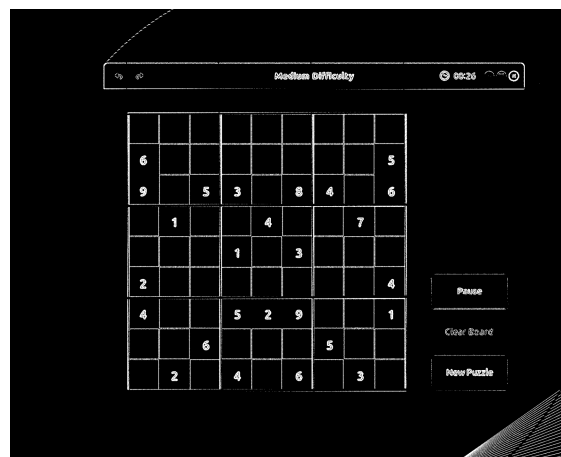 Medium Difficulty 08:26
6 5
9 5 3 8 4 6
1 4 7
1 3
2 4
4 5 2 9 1
6 5
2 4 6 3
Pause
Clear Board
New Puzzle